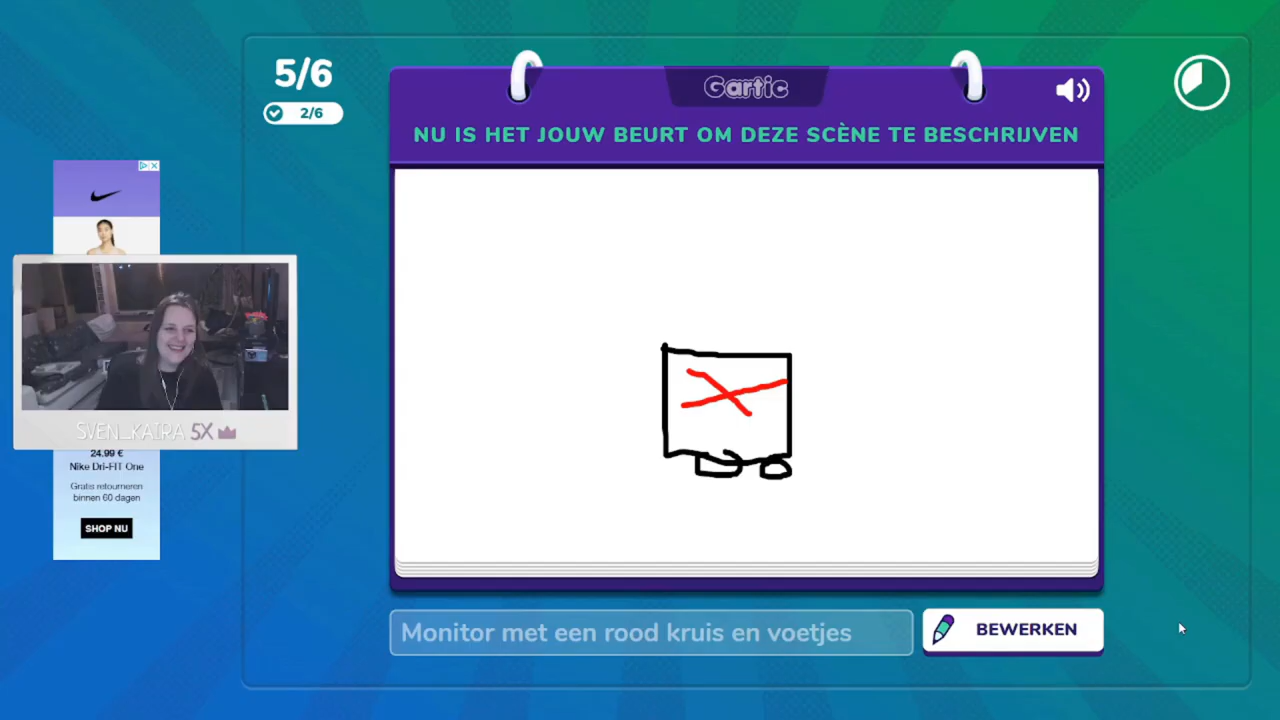 5/6
2/6
Gartic
NU IS HET JOUW BEURT OM DEZE SCÈNE TE BESCHRIJVEN
SVEN_KAIRA 5X
24.99 €
Nike Dri-FIT One
Gratis retourneren
binnen 60 dagen
SHOP NU
Monitor met een rood kruis en voetjes
BEWERKEN